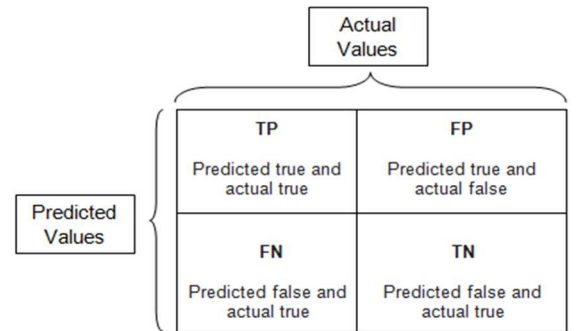 Actual
Values
Predicted
Values
TP
Predicted true and
actual true
FP
Predicted true and
actual false
FN
Predicted false and
actual true
TN
Predicted false and
actual true